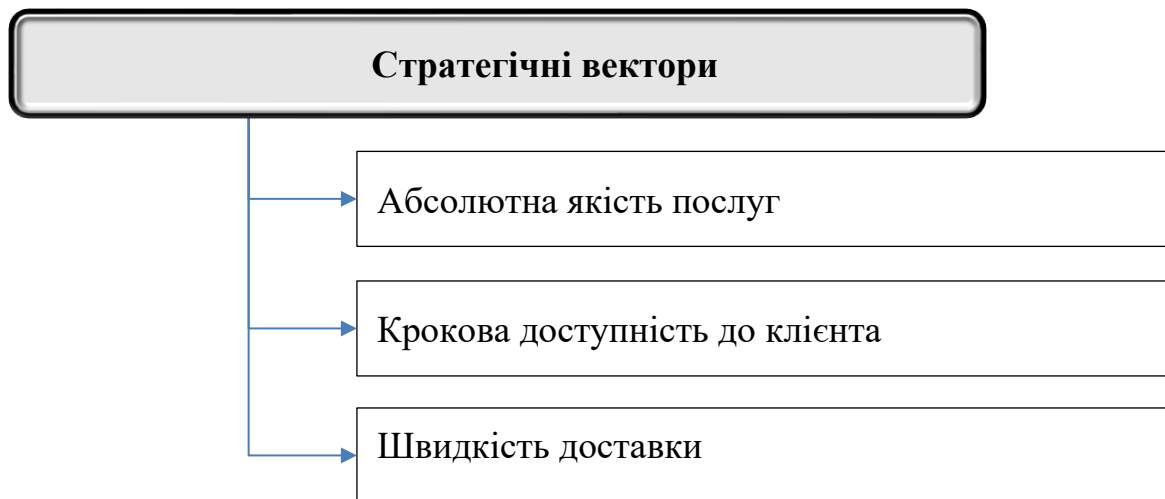 Стратегічні вектори
Абсолютна якість послуг
Крокова доступність до клієнта
Швидкість доставки